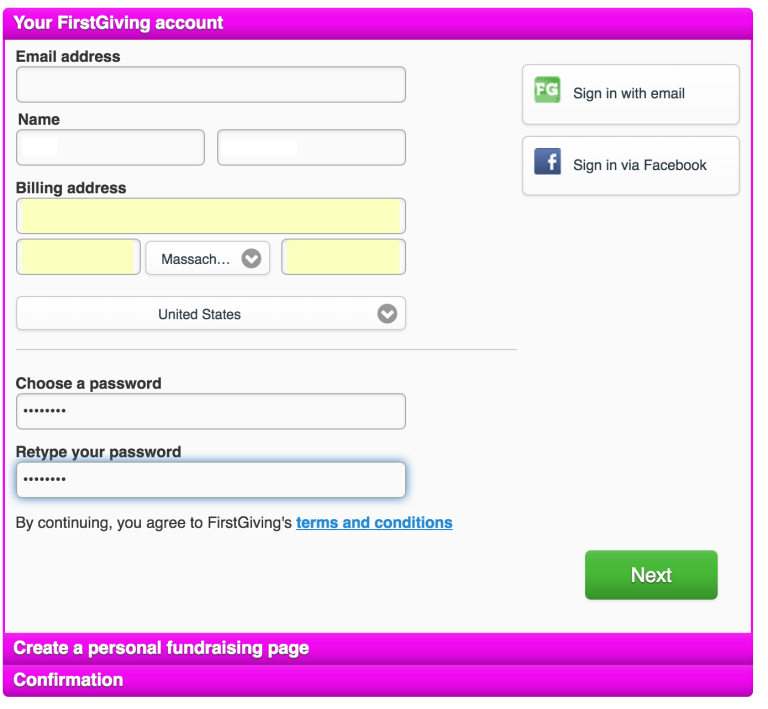 Your FirstGiving account
Email address
FG Sign in with email
Name
f Sign in via Facebook
Billing address
Massach...
United States
Choose a password
••••••••
Retype your password
••••••••
By continuing, you agree to FirstGiving's terms and conditions
Next
Create a personal fundraising page
Confirmation